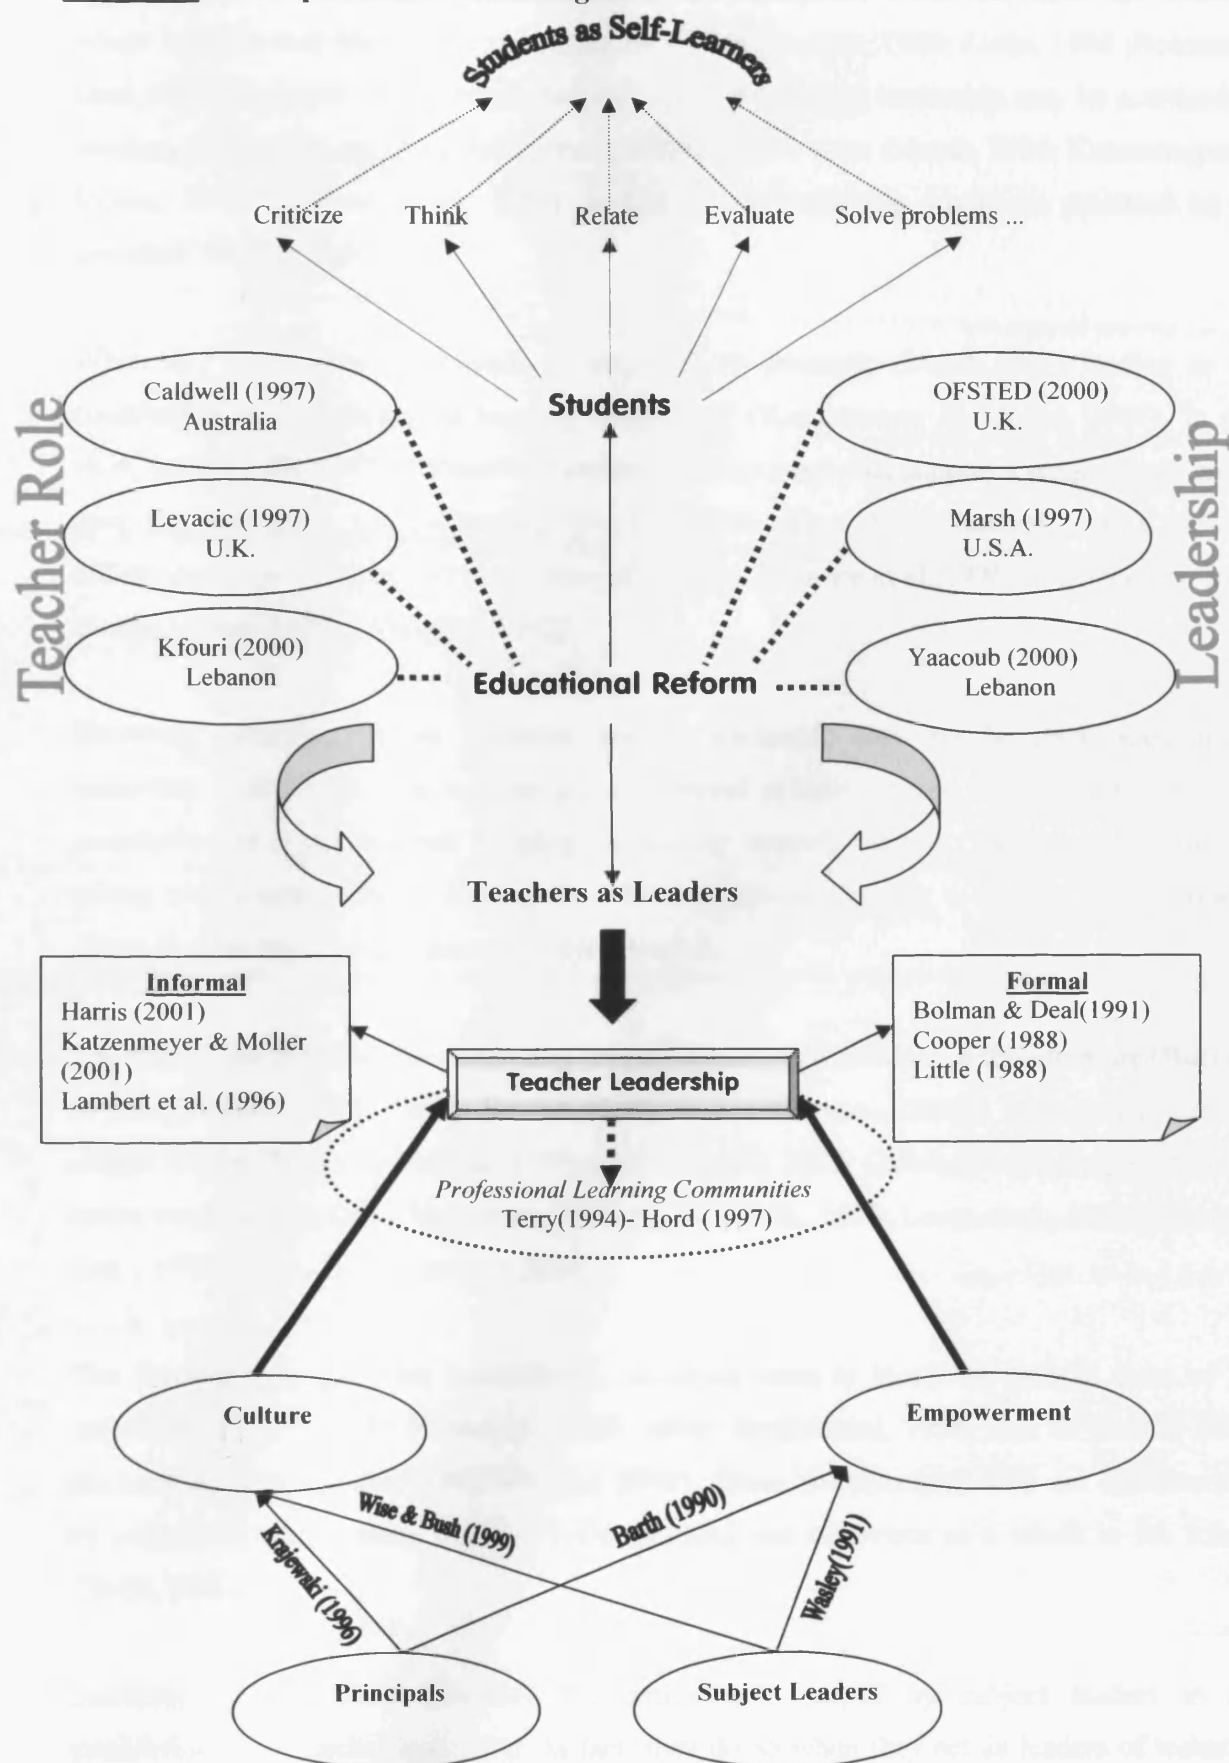 Students as Self-Learners
Criticize Think Relate Evaluate Solve problems ...
Students
Teacher Role
Caldwell (1997)
Australia
Levacic (1997)
U.K.
Kfouri (2000)
Lebanon
OFSTED (2000)
U.K.
Marsh (1997)
U.S.A.
Yaacoub (2000)
Lebanon
Leadership
Educational Reform
Teachers as Leaders
Informal
Harris (2001)
Katzenmeyer & Moller
(2001)
Lambert et al. (1996)
Formal
Bolman & Deal(1991)
Cooper (1988)
Little (1988)
Teacher Leadership
Professional Learning Communities
Terry(1994)- Hord (1997)
Culture
Empowerment
Krajewski (1996)
Wise & Bush (1999)
Barth (1990)
Wasley(1991)
Principals
Subject Leaders